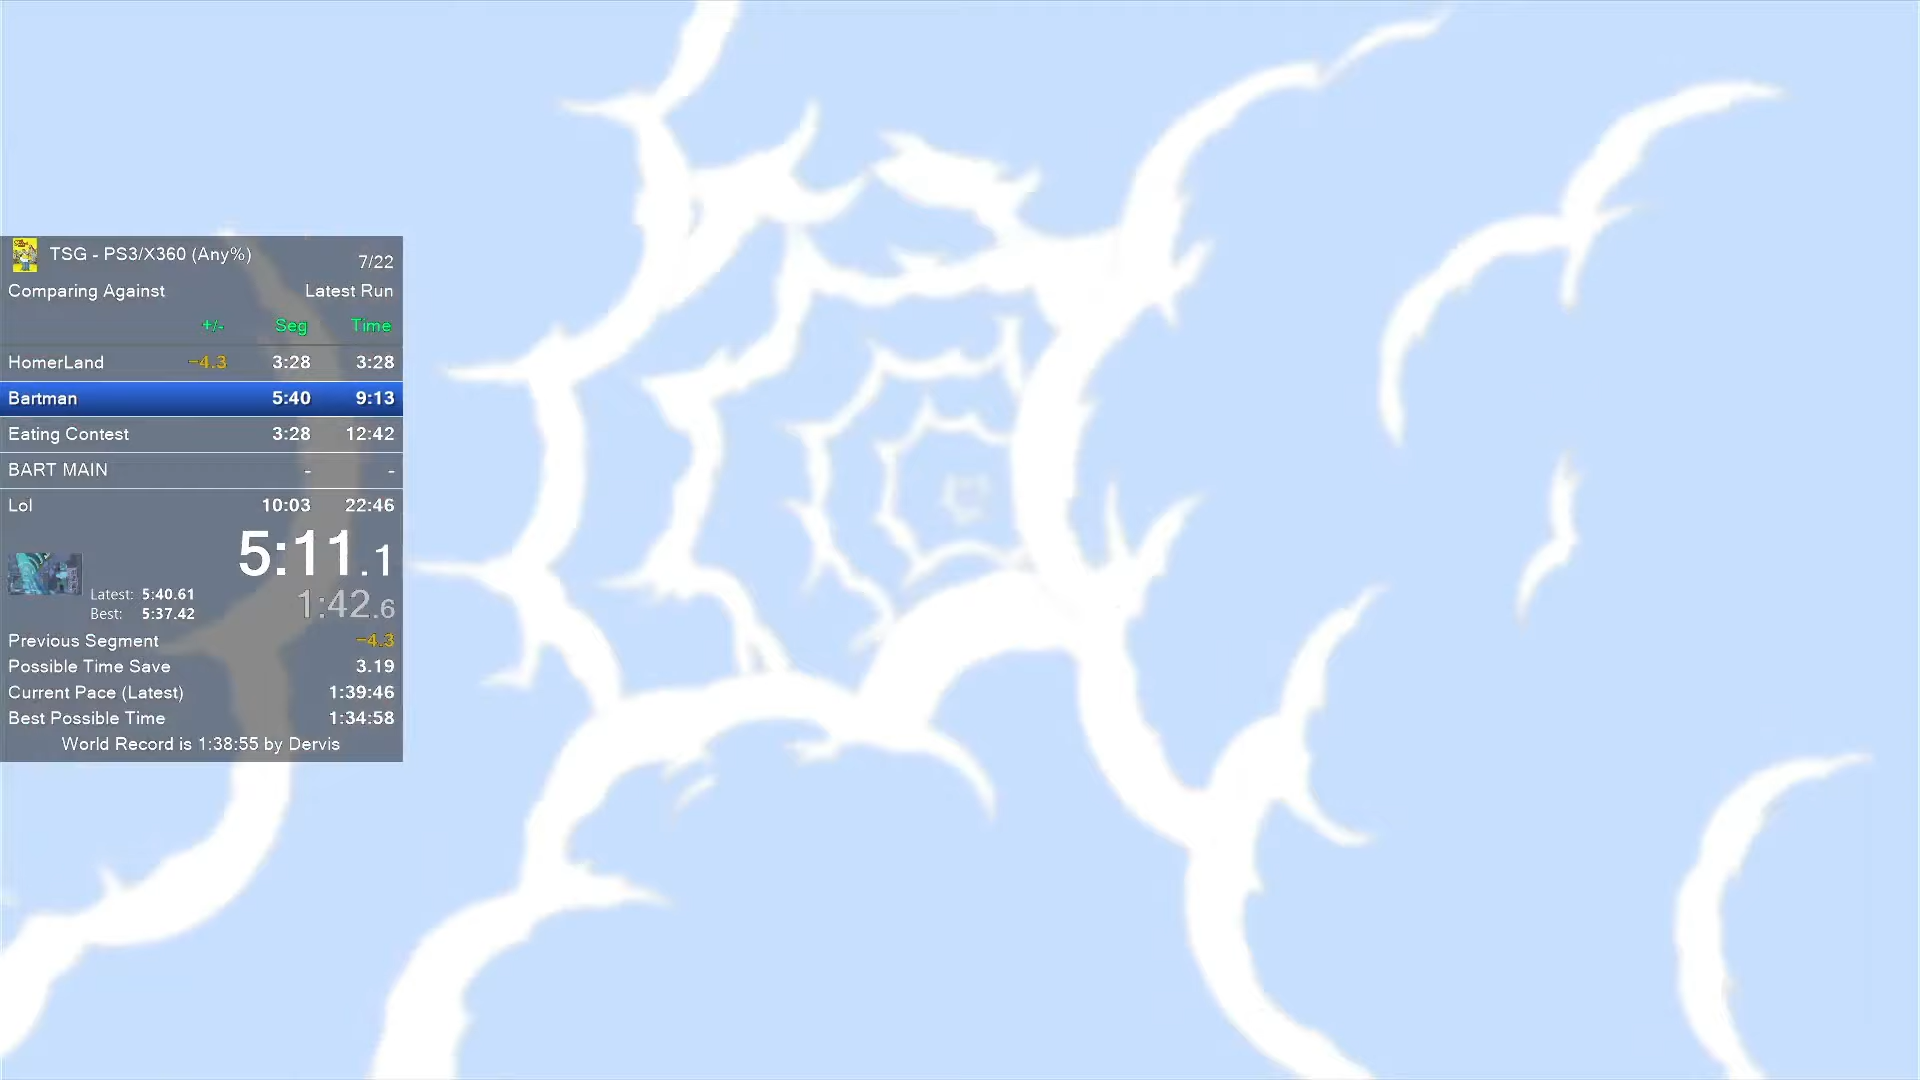 TSG - PS3/X360 (Any%) 7/22
Comparing Against Latest Run
+/- Seg Time
HomerLand −4.3 3:28 3:28
Bartman 5:40 9:13
Eating Contest 3:28 12:42
BART MAIN - -
Lol 10:03 22:46
5:11.1
Latest: 5:40.61 1:42.6
Best: 5:37.42
Previous Segment −4.3
Possible Time Save 3.19
Current Pace (Latest) 1:39:46
Best Possible Time 1:34:58
World Record is 1:38:55 by Dervis